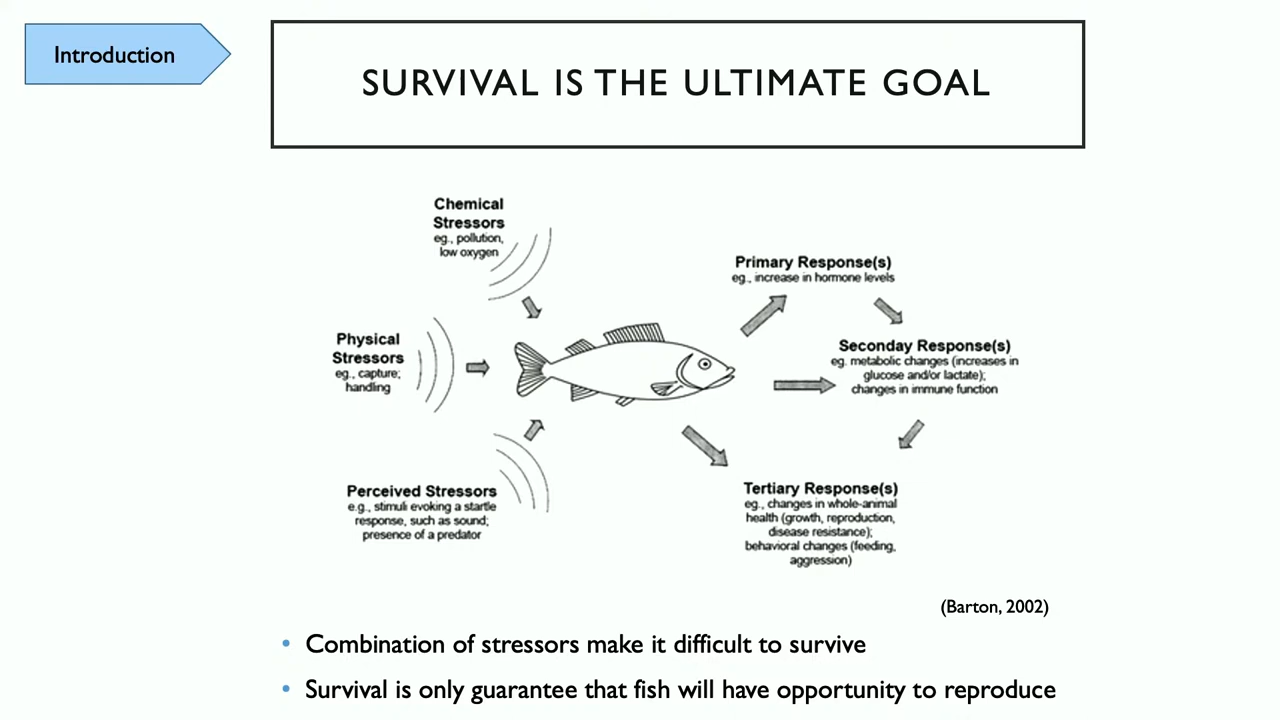 Introduction
SURVIVAL IS THE ULTIMATE GOAL
Chemical
Stressors
eg., pollution,
low oxygen
Physical
Stressors
eg., capture;
handling
Perceived Stressors
e.g., stimuli evoking a startle
response, such as sound;
presence of a predator
Primary Response(s)
eg., increase in hormone levels
Seconday Response(s)
eg. metabolic changes (increases in
glucose and/or lactate);
changes in immune function
Tertiary Response(s)
eg., changes in whole-animal
health (growth, reproduction,
disease resistance);
behavioral changes (feeding,
aggression)
(Barton, 2002)
• Combination of stressors make it difficult to survive
• Survival is only guarantee that fish will have opportunity to reproduce